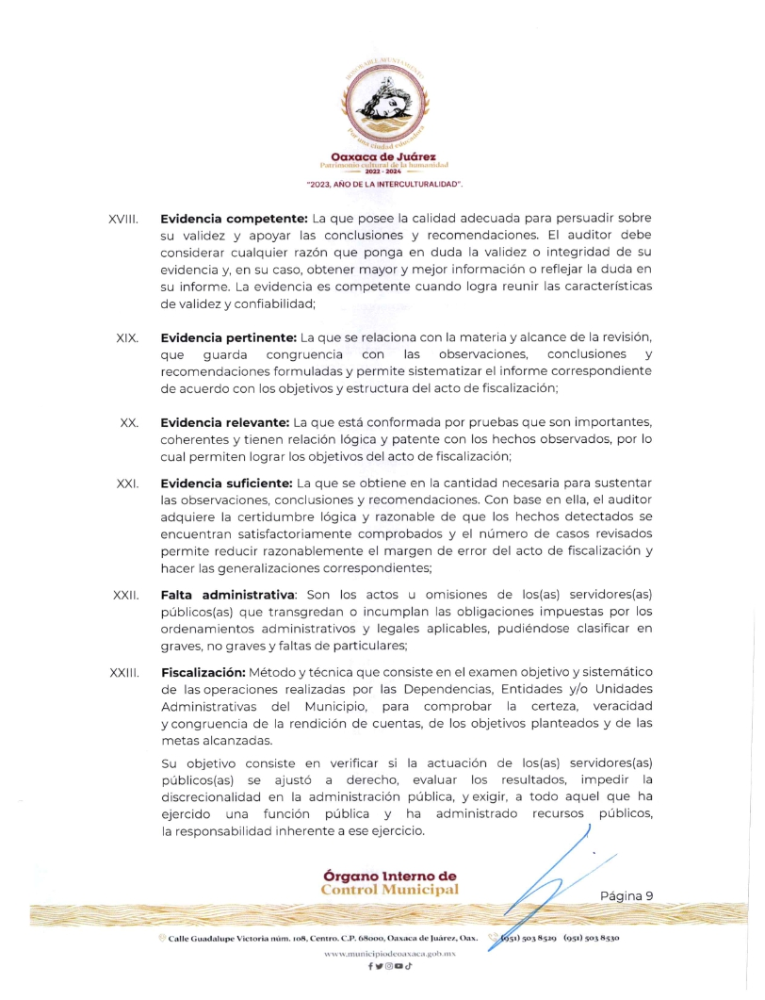 HONORABLE AYUNTAMIENTO
Por una ciudad educadora
Oaxaca de Juárez
Patrimonio cultural de la humanidad
2022 - 2024
"2023, AÑO DE LA INTERCULTURALIDAD".
XVIII. Evidencia competente: La que posee la calidad adecuada para persuadir sobre
su validez y apoyar las conclusiones y recomendaciones. El auditor debe
considerar cualquier razón que ponga en duda la validez o integridad de su
evidencia y, en su caso, obtener mayor y mejor información o reflejar la duda en
su informe. La evidencia es competente cuando logra reunir las características
de validez y confiabilidad;
XIX. Evidencia pertinente: La que se relaciona con la materia y alcance de la revisión,
que guarda congruencia con las observaciones, conclusiones y
recomendaciones formuladas y permite sistematizar el informe correspondiente
de acuerdo con los objetivos y estructura del acto de fiscalización;
XX. Evidencia relevante: La que está conformada por pruebas que son importantes,
coherentes y tienen relación lógica y patente con los hechos observados, por lo
cual permiten lograr los objetivos del acto de fiscalización;
XXI. Evidencia suficiente: La que se obtiene en la cantidad necesaria para sustentar
las observaciones, conclusiones y recomendaciones. Con base en ella, el auditor
adquiere la certidumbre lógica y razonable de que los hechos detectados se
encuentran satisfactoriamente comprobados y el número de casos revisados
permite reducir razonablemente el margen de error del acto de fiscalización y
hacer las generalizaciones correspondientes;
XXII. Falta administrativa: Son los actos u omisiones de los(as) servidores(as)
públicos(as) que transgredan o incumplan las obligaciones impuestas por los
ordenamientos administrativos y legales aplicables, pudiéndose clasificar en
graves, no graves y faltas de particulares;
XXIII. Fiscalización: Método y técnica que consiste en el examen objetivo y sistemático
de las operaciones realizadas por las Dependencias, Entidades y/o Unidades
Administrativas del Municipio, para comprobar la certeza, veracidad
y congruencia de la rendición de cuentas, de los objetivos planteados y de las
metas alcanzadas.
Su objetivo consiste en verificar si la actuación de los(as) servidores(as)
públicos(as) se ajustó a derecho, evaluar los resultados, impedir la
discrecionalidad en la administración pública, y exigir, a todo aquel que ha
ejercido una función pública y ha administrado recursos públicos,
la responsabilidad inherente a ese ejercicio.
Órgano Interno de
Control Municipal
Página 9
Calle Guadalupe Victoria núm. 108, Centro. C.P. 68000, Oaxaca de Juárez, Oax. (951) 503 8529 (951) 503 8530
www.municipiodeoaxaca.gob.mx